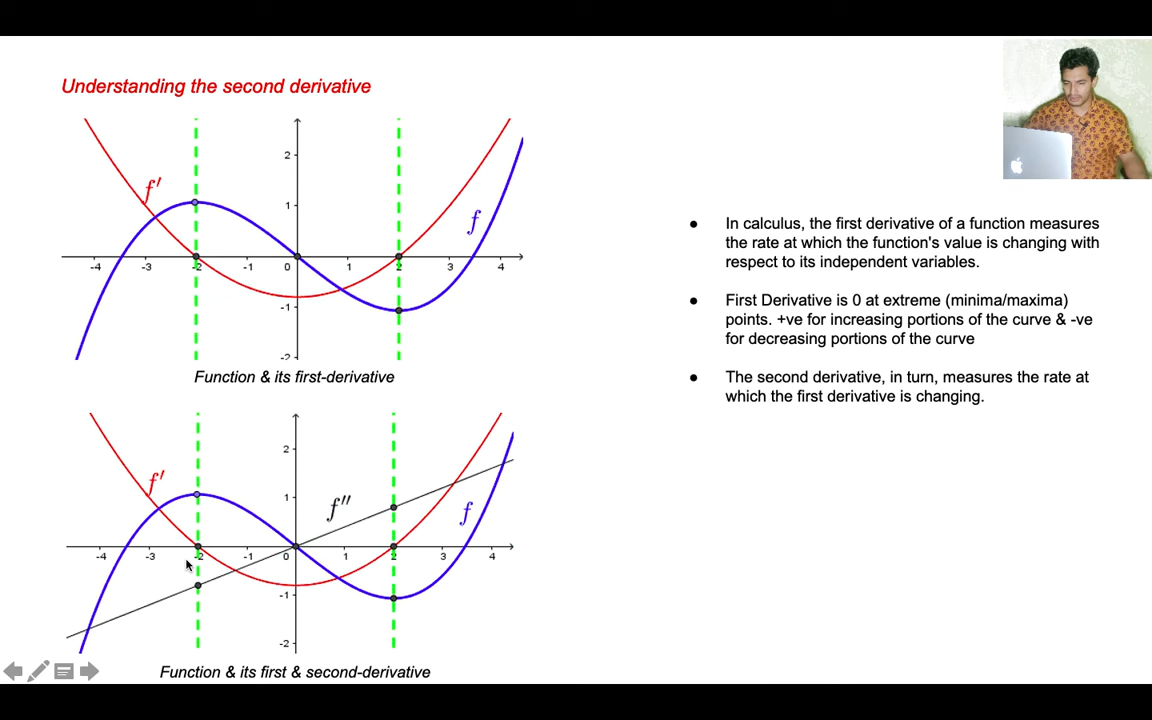 Understanding the second derivative
f'
f
2
1
-4 -3 -2 -1 0 1 2 3 4
-1
-2
Function & its first-derivative
f'
f''
f
2
1
-4 -3 -2 -1 0 1 2 3 4
-1
-2
Function & its first & second-derivative
● In calculus, the first derivative of a function measures
the rate at which the function's value is changing with
respect to its independent variables.
● First Derivative is 0 at extreme (minima/maxima)
points. +ve for increasing portions of the curve & -ve
for decreasing portions of the curve
● The second derivative, in turn, measures the rate at
which the first derivative is changing.